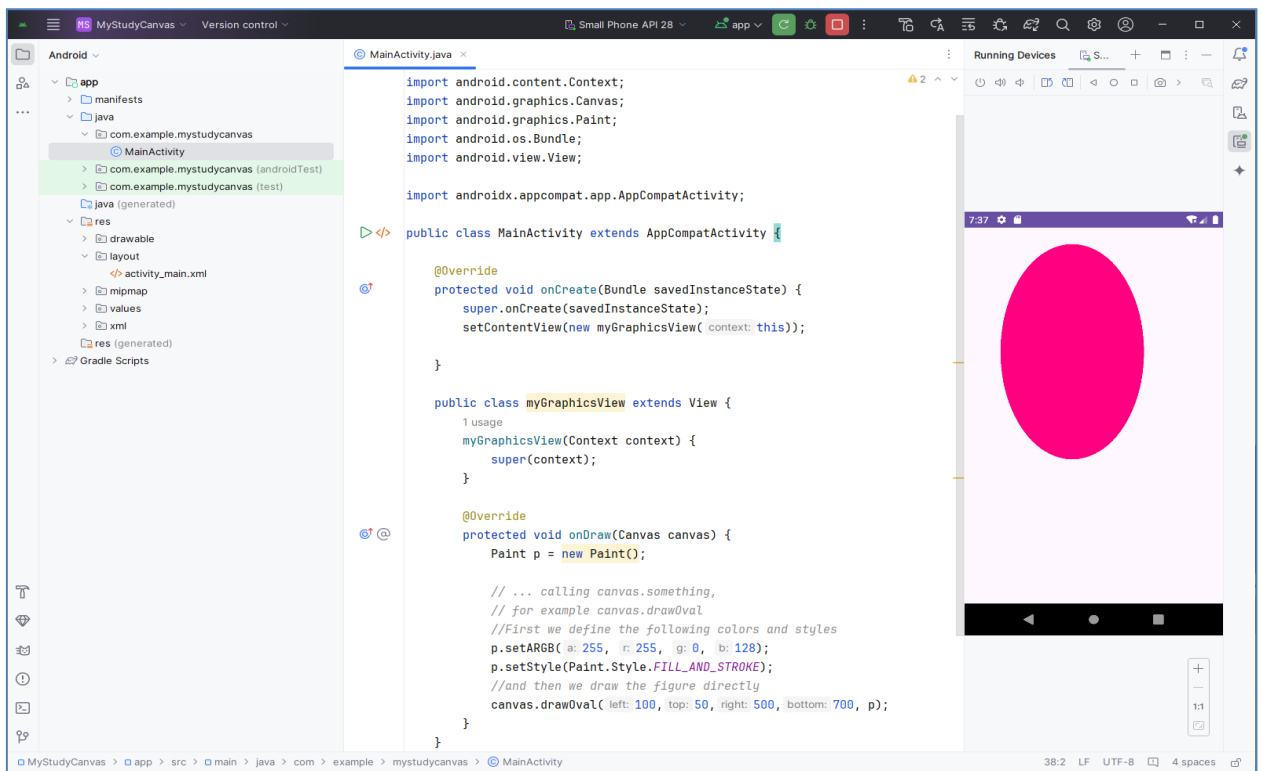 MS MyStudyCanvas Version control Small Phone API 28 app
Android
app
manifests
java
com.example.mystudycanvas
MainActivity
com.example.mystudycanvas (androidTest)
com.example.mystudycanvas (test)
java (generated)
res
drawable
layout
activity_main.xml
mipmap
values
xml
res (generated)
Gradle Scripts
MainActivity.java
2
import android.content.Context;
import android.graphics.Canvas;
import android.graphics.Paint;
import android.os.Bundle;
import android.view.View;
import androidx.appcompat.app.AppCompatActivity;
public class MainActivity extends AppCompatActivity {
@Override
protected void onCreate(Bundle savedInstanceState) {
super.onCreate(savedInstanceState);
setContentView(new myGraphicsView( context: this));
}
public class myGraphicsView extends View {
1 usage
myGraphicsView(Context context) {
super(context);
}
@Override
protected void onDraw(Canvas canvas) {
Paint p = new Paint();
// ... calling canvas.something,
// for example canvas.drawOval
//First we define the following colors and styles
p.setARGB( a: 255, r: 255, g: 0, b: 128);
p.setStyle(Paint.Style.FILL_AND_STROKE);
//and then we draw the figure directly
canvas.drawOval( left: 100, top: 50, right: 500, bottom: 700, p);
}
}
Running Devices S...
7:37
1:1
MyStudyCanvas > app > src > main > java > com > example > mystudycanvas > MainActivity 38:2 LF UTF-8 4 spaces